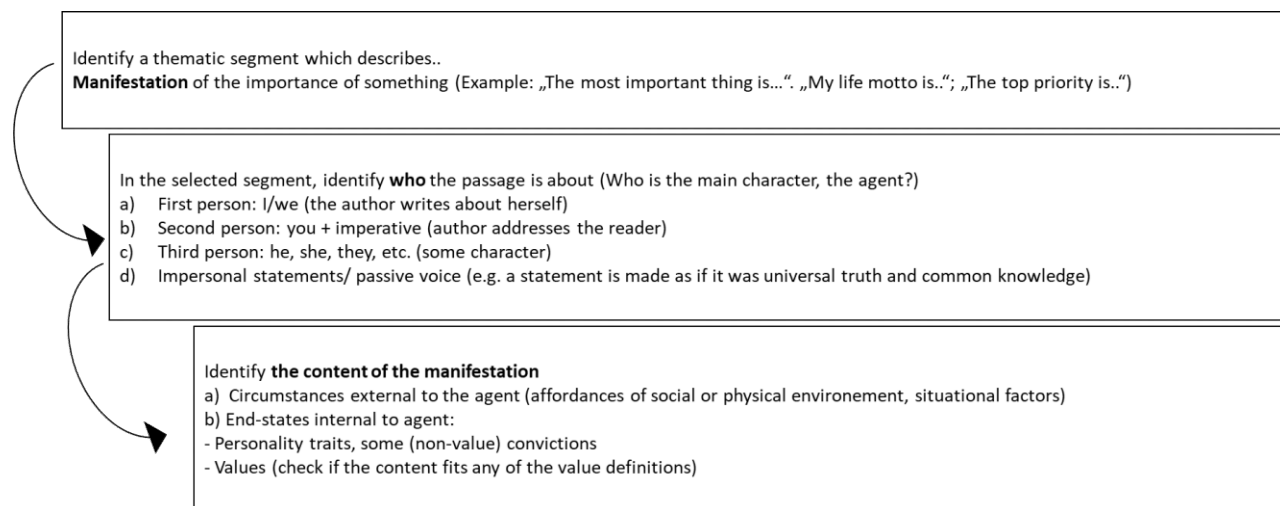 Identify a thematic segment which describes..
Manifestation of the importance of something (Example: „The most important thing is...“. „My life motto is..“; „The top priority is..“)
In the selected segment, identify who the passage is about (Who is the main character, the agent?)
a) First person: I/we (the author writes about herself)
b) Second person: you + imperative (author addresses the reader)
c) Third person: he, she, they, etc. (some character)
d) Impersonal statements/ passive voice (e.g. a statement is made as if it was universal truth and common knowledge)
Identify the content of the manifestation
a) Circumstances external to the agent (affordances of social or physical environement, situational factors)
b) End-states internal to agent:
- Personality traits, some (non-value) convictions
- Values (check if the content fits any of the value definitions)